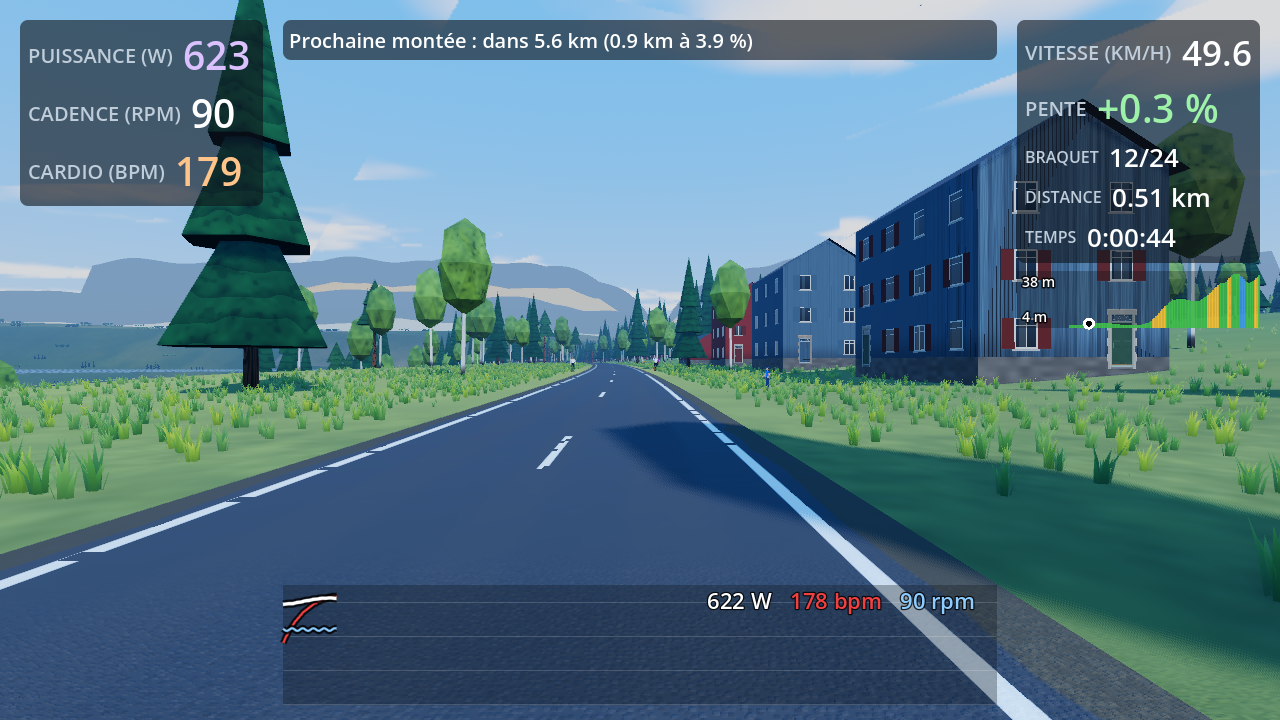 PUISSANCE (W) 623
CADENCE (RPM) 90
CARDIO (BPM) 179
Prochaine montée : dans 5.6 km (0.9 km à 3.9 %)
VITESSE (KM/H) 49.6
PENTE +0.3 %
BRAQUET 12/24
DISTANCE 0.51 km
TEMPS 0:00:44
38 m
4 m
622 W 178 bpm 90 rpm